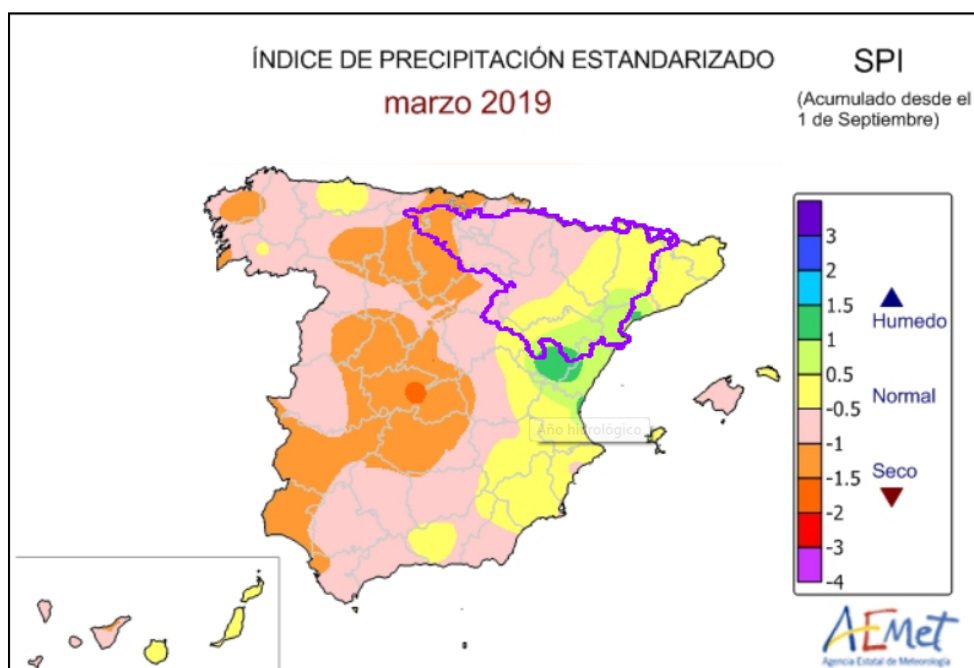 ÍNDICE DE PRECIPITACIÓN ESTANDARIZADO
marzo 2019
SPI
(Acumulado desde el
1 de Septiembre)
3
2
1.5
1
0.5
-0.5
-1
-1.5
-2
-3
-4
Humedo
Normal
Seco
Año hidrológico
AEMet
Agencia Estatal de Meteorología